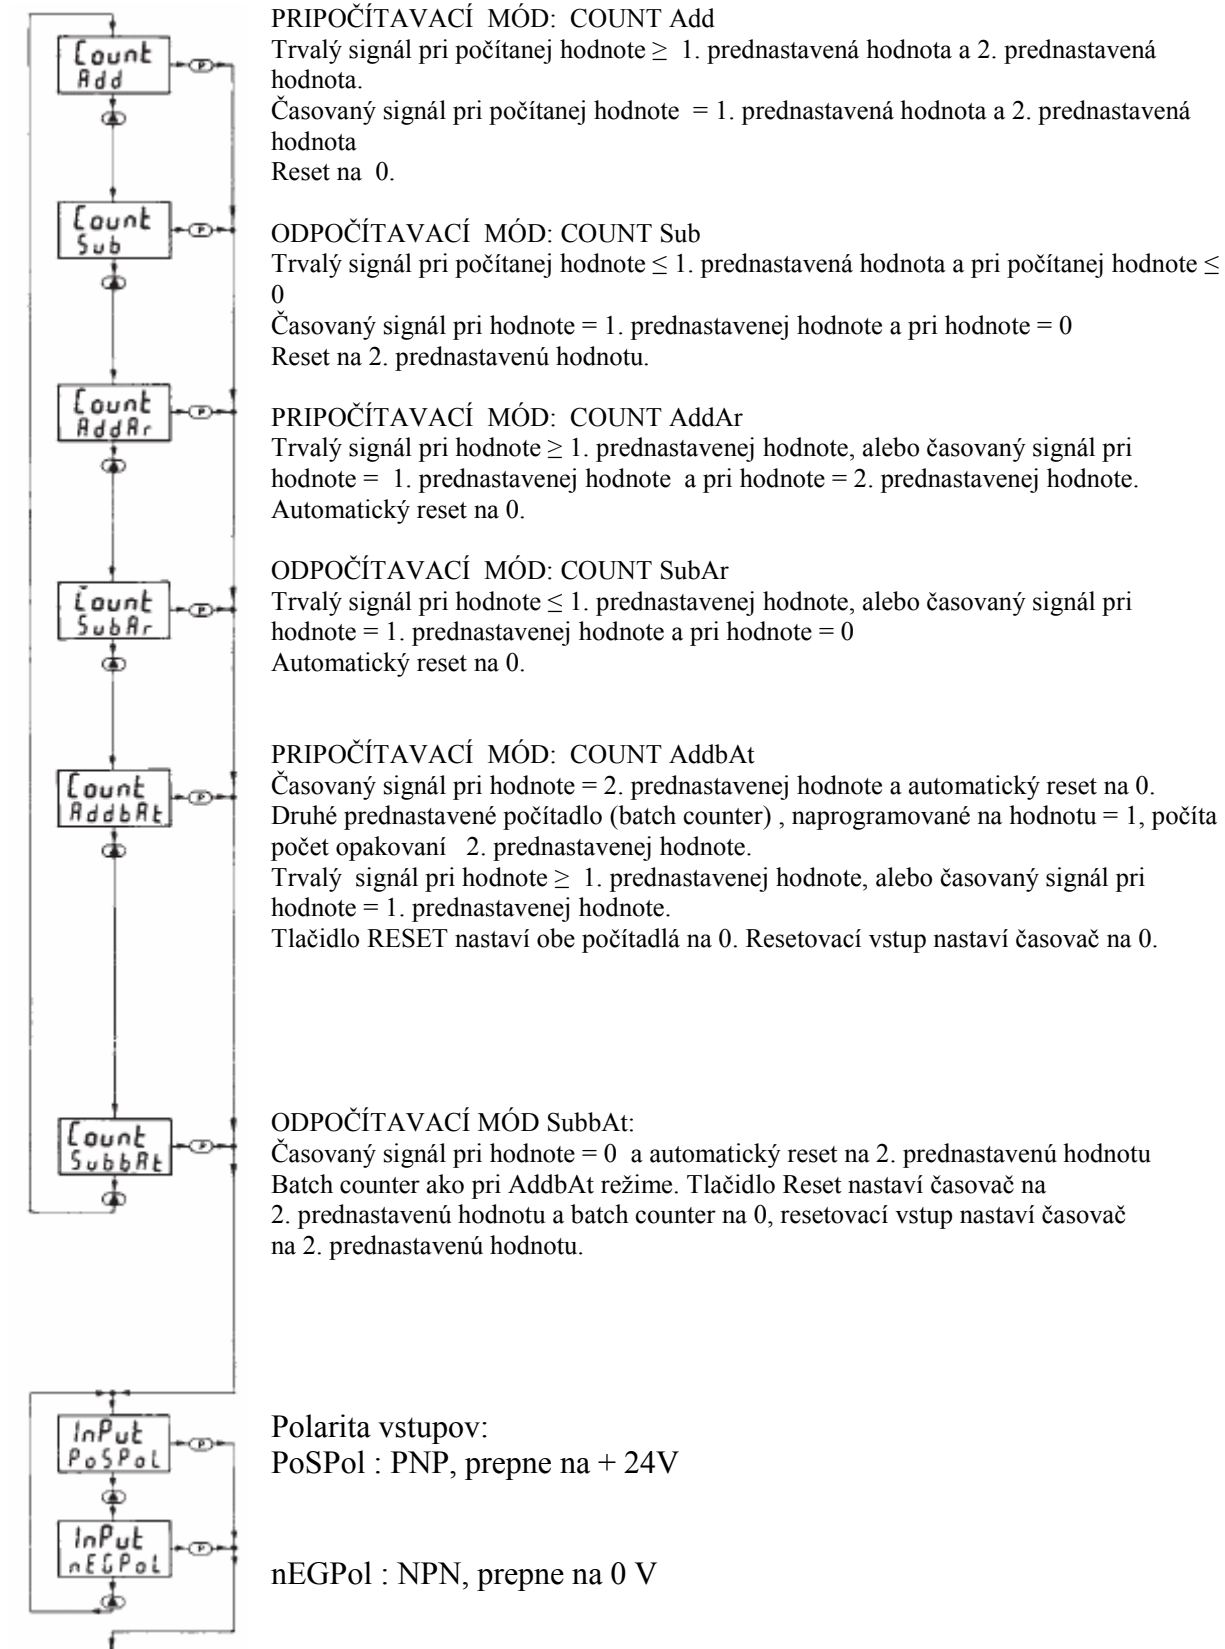 Count
Add
P
PRIPOČÍTAVACÍ MÓD: COUNT Add
Trvalý signál pri počítanej hodnote ≥ 1. prednastavená hodnota a 2. prednastavená
hodnota.
Časovaný signál pri počítanej hodnote = 1. prednastavená hodnota a 2. prednastavená
hodnota
Reset na 0.
Count
Sub
P
ODPOČÍTAVACÍ MÓD: COUNT Sub
Trvalý signál pri počítanej hodnote ≤ 1. prednastavená hodnota a pri počítanej hodnote ≤
0
Časovaný signál pri hodnote = 1. prednastavenej hodnote a pri hodnote = 0
Reset na 2. prednastavenú hodnotu.
Count
AddAr
P
PRIPOČÍTAVACÍ MÓD: COUNT AddAr
Trvalý signál pri hodnote ≥ 1. prednastavenej hodnote, alebo časovaný signál pri
hodnote = 1. prednastavenej hodnote a pri hodnote = 2. prednastavenej hodnote.
Automatický reset na 0.
Count
SubAr
P
ODPOČÍTAVACÍ MÓD: COUNT SubAr
Trvalý signál pri hodnote ≤ 1. prednastavenej hodnote, alebo časovaný signál pri
hodnote = 1. prednastavenej hodnote a pri hodnote = 0
Automatický reset na 0.
Count
AddbAt
P
PRIPOČÍTAVACÍ MÓD: COUNT AddbAt
Časovaný signál pri hodnote = 2. prednastavenej hodnote a automatický reset na 0.
Druhé prednastavené počítadlo (batch counter) , naprogramované na hodnotu = 1, počíta
počet opakovaní 2. prednastavenej hodnote.
Trvalý signál pri hodnote ≥ 1. prednastavenej hodnote, alebo časovaný signál pri
hodnote = 1. prednastavenej hodnote.
Tlačidlo RESET nastaví obe počítadlá na 0. Resetovací vstup nastaví časovač na 0.
Count
SubbAt
P
ODPOČÍTAVACÍ MÓD SubbAt:
Časovaný signál pri hodnote = 0 a automatický reset na 2. prednastavenú hodnotu
Batch counter ako pri AddbAt režime. Tlačidlo Reset nastaví časovač na
2. prednastavenú hodnotu a batch counter na 0, resetovací vstup nastaví časovač
na 2. prednastavenú hodnotu.
InPut
PoSPoL
P
Polarita vstupov:
PoSPol : PNP, prepne na + 24V
InPut
nEGPoL
P
nEGPol : NPN, prepne na 0 V